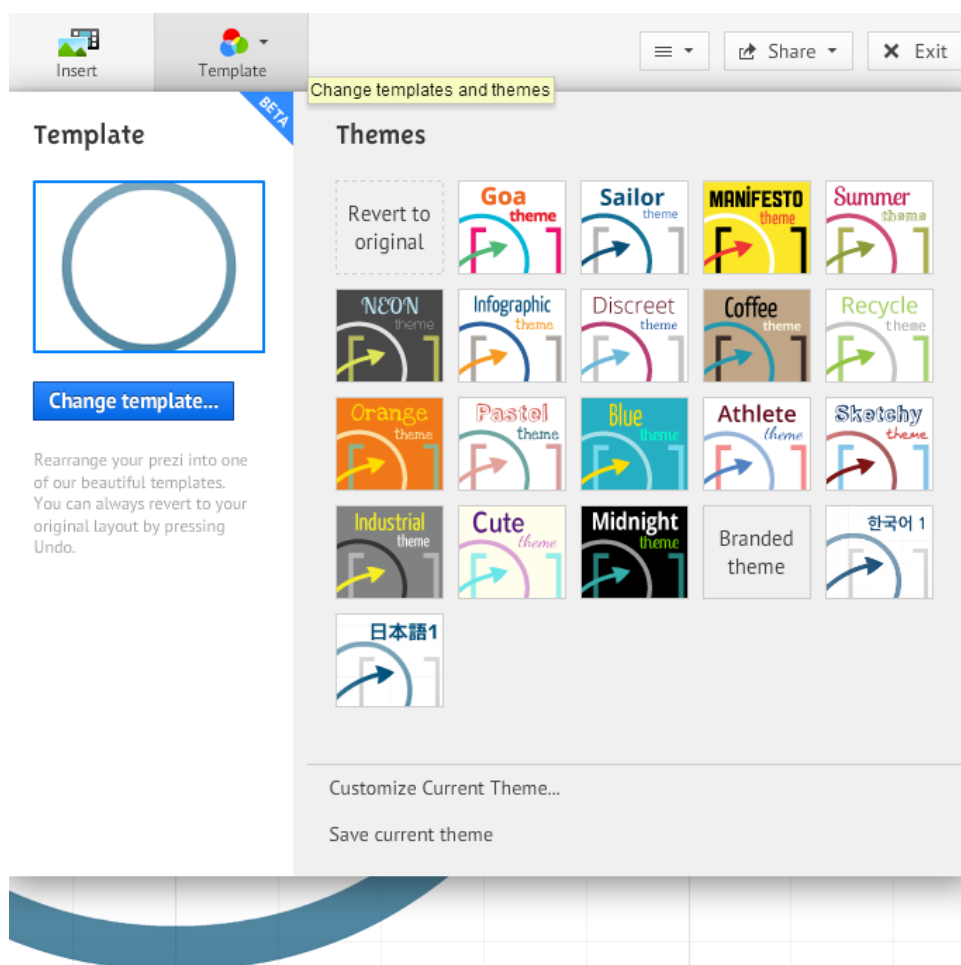 Insert
Template
Share
Exit
Change templates and themes
BETA
Template
Change template...
Rearrange your prezi into one
of our beautiful templates.
You can always revert to your
original layout by pressing
Undo.
Themes
Revert to
original
Goa
theme
Sailor
theme
MANİFESTO
theme
Summer
theme
NEON
theme
Infographic
theme
Discreet
theme
Coffee
theme
Recycle
theme
Orange
theme
Pastel
theme
Blue
theme
Athlete
theme
Sketchy
theme
Industrial
theme
Cute
theme
Midnight
theme
Branded
theme
한국어 1
日本語1
Customize Current Theme...
Save current theme